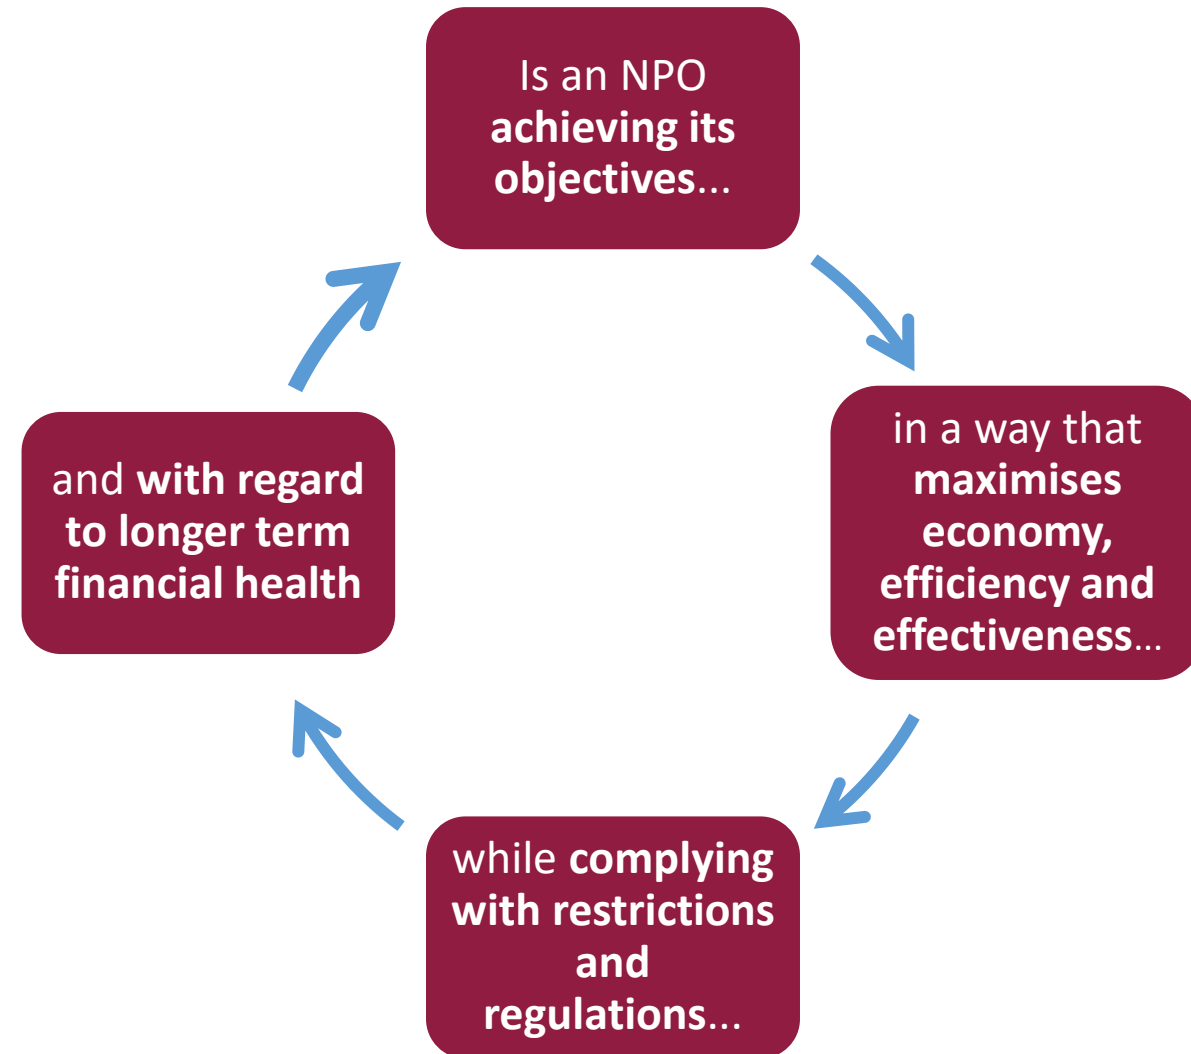 Is an NPO
achieving its
objectives...
in a way that
maximises
economy,
efficiency and
effectiveness...
while complying
with restrictions
and
regulations...
and with regard
to longer term
financial health